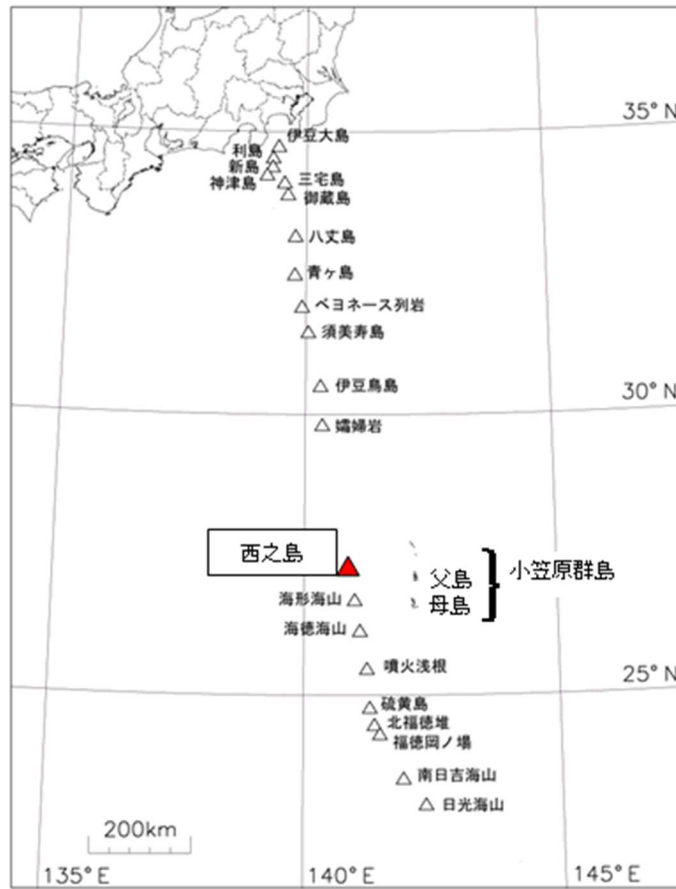 35°N
伊豆大島
利島
新島
神津島
三宅島
御蔵島
八丈島
青ヶ島
ベヨネース列岩
須美寿島
伊豆鳥島
30°N
孀婦岩
西之島
父島
母島
小笠原群島
海形海山
海徳海山
噴火浅根
25°N
硫黄島
北福徳堆
福徳岡ノ場
南日吉海山
日光海山
200km
135°E
140°E
145°E